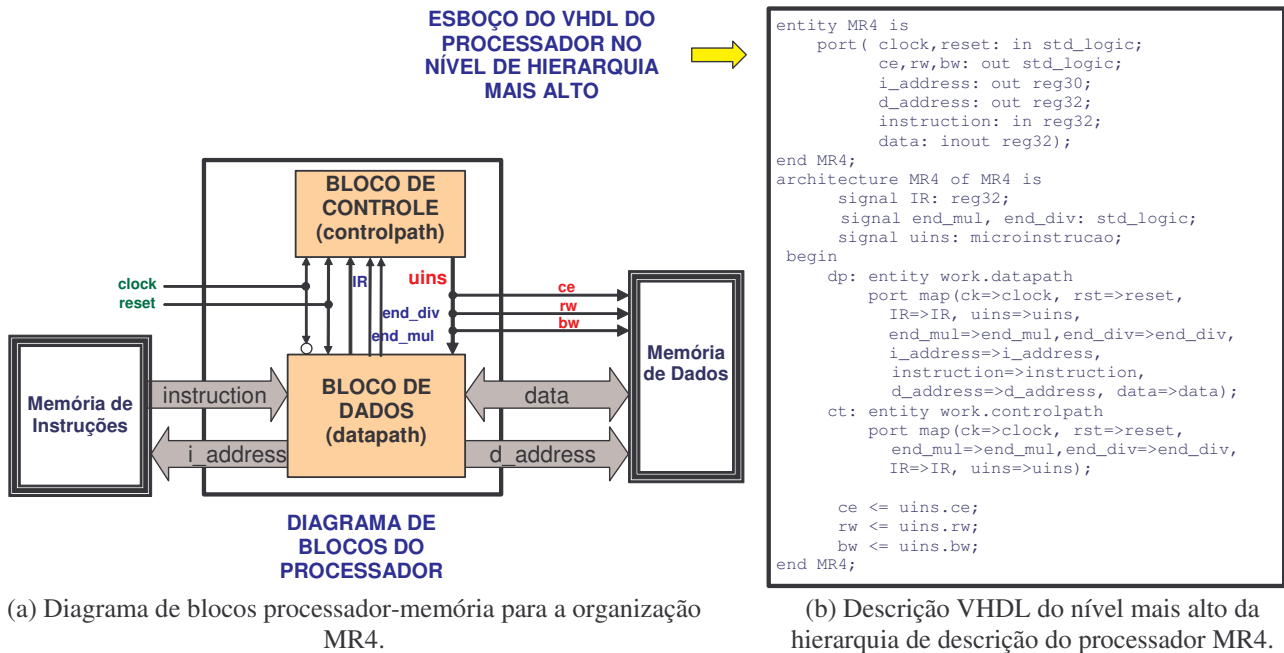 ESBOÇO DO VHDL DO
PROCESSADOR NO
NÍVEL DE HIERARQUIA
MAIS ALTO
BLOCO DE
CONTROLE
(controlpath)
clock
reset
IR
uins
end_div
end_mul
ce
rw
bw
Memória de
Instruções
instruction
i_address
BLOCO DE
DADOS
(datapath)
data
d_address
Memória
de Dados
DIAGRAMA DE
BLOCOS DO
PROCESSADOR
(a) Diagrama de blocos processador-memória para a organização
MR4.
entity MR4 is
port( clock,reset: in std_logic;
ce,rw,bw: out std_logic;
i_address: out reg30;
d_address: out reg32;
instruction: in reg32;
data: inout reg32);
end MR4;
architecture MR4 of MR4 is
signal IR: reg32;
signal end_mul, end_div: std_logic;
signal uins: microinstrucao;
begin
dp: entity work.datapath
port map(ck=>clock, rst=>reset,
IR=>IR, uins=>uins,
end_mul=>end_mul,end_div=>end_div,
i_address=>i_address,
instruction=>instruction,
d_address=>d_address, data=>data);
ct: entity work.controlpath
port map(ck=>clock, rst=>reset,
end_mul=>end_mul,end_div=>end_div,
IR=>IR, uins=>uins);
ce <= uins.ce;
rw <= uins.rw;
bw <= uins.bw;
end MR4;
(b) Descrição VHDL do nível mais alto da
hierarquia de descrição do processador MR4.